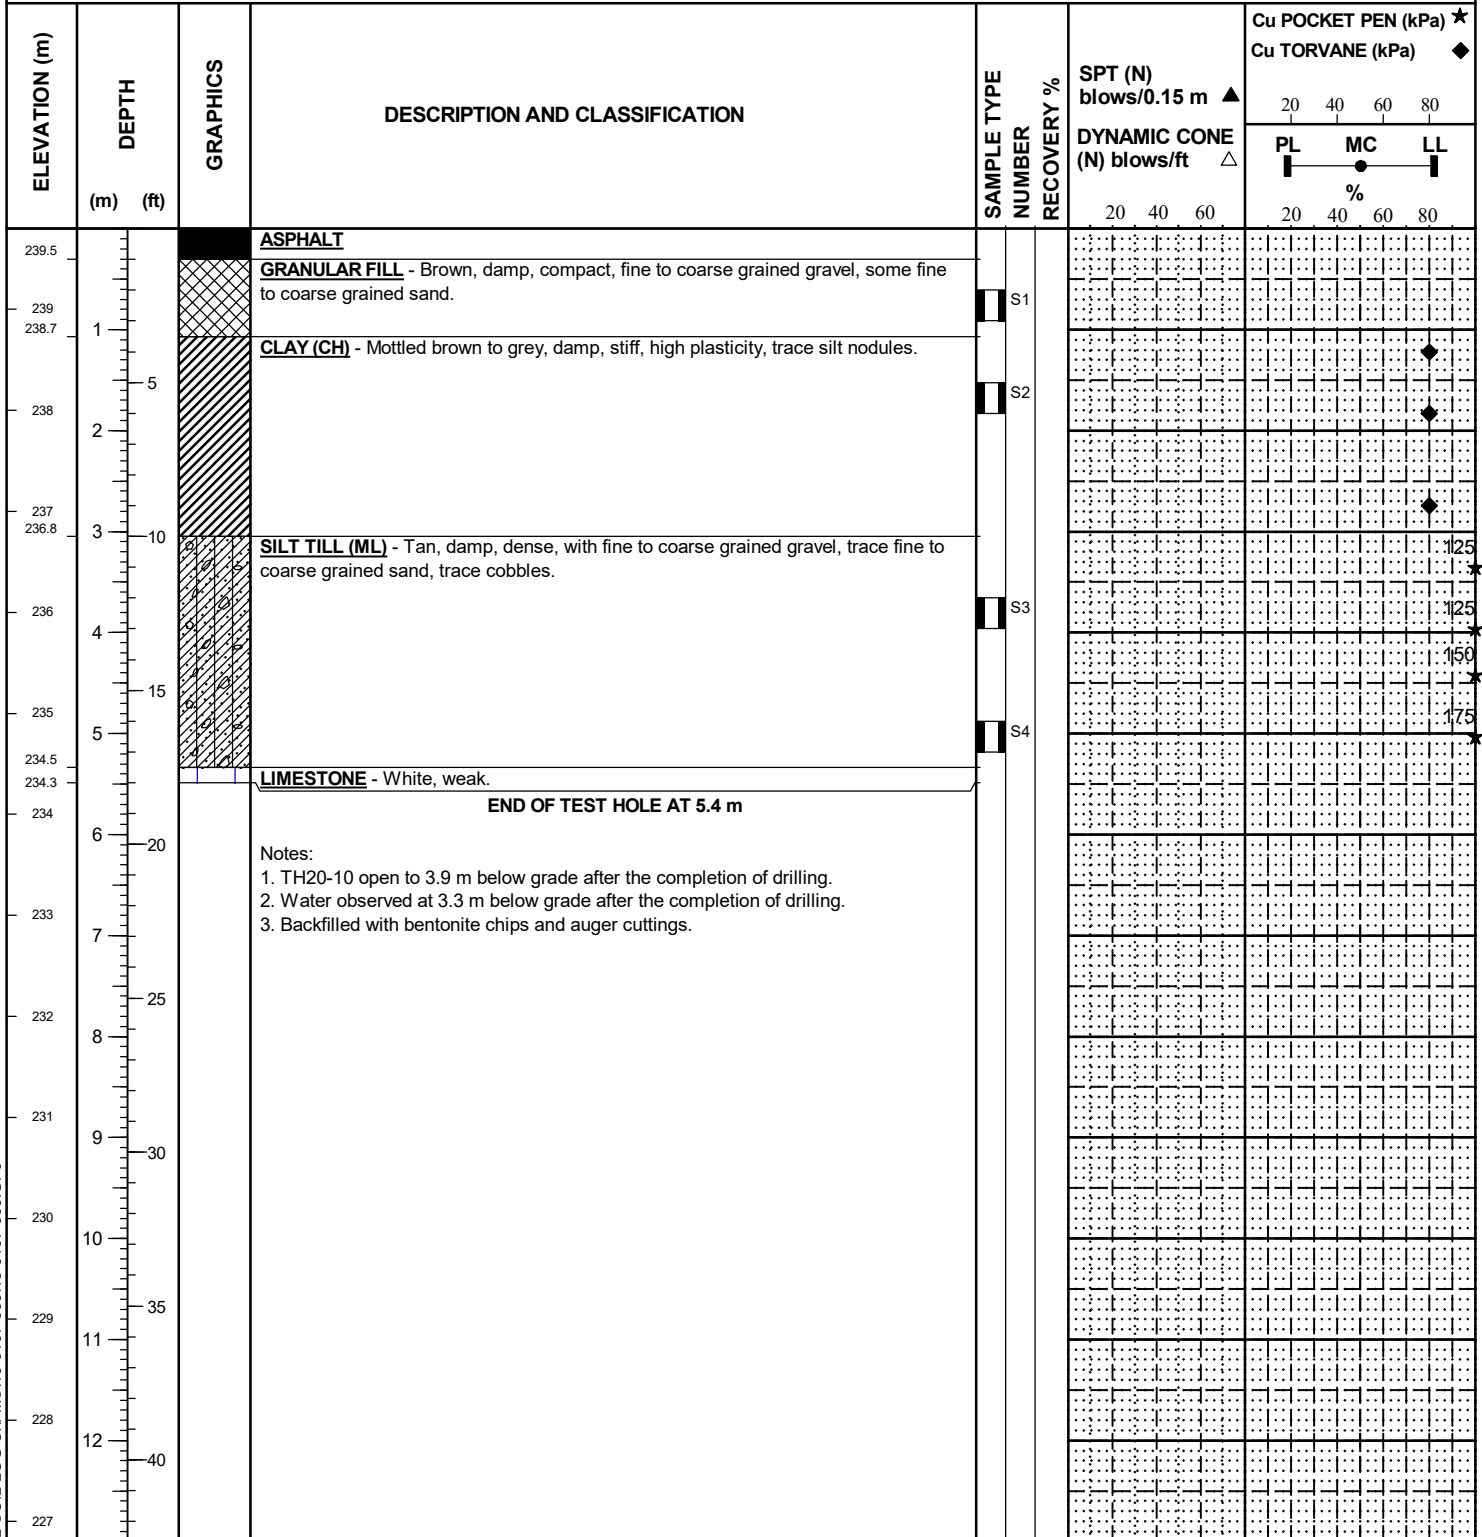 ELEVATION (m)
DEPTH
(m) (ft)
GRAPHICS
DESCRIPTION AND CLASSIFICATION
SAMPLE TYPE
NUMBER
RECOVERY %
SPT (N)
blows/0.15 m ▲
DYNAMIC CONE
(N) blows/ft △
20 40 60
Cu POCKET PEN (kPa) ★
Cu TORVANE (kPa) ◆
20 40 60 80
PL MC LL
%
20 40 60 80
239.5
239
238.7
238
237
236.8
236
235
234.5
234.3
234
233
232
231
230
229
228
227
1
2
3
4
5
6
7
8
9
10
11
12
5
10
15
20
25
30
35
40
ASPHALT
GRANULAR FILL - Brown, damp, compact, fine to coarse grained gravel, some fine
to coarse grained sand.
CLAY (CH) - Mottled brown to grey, damp, stiff, high plasticity, trace silt nodules.
SILT TILL (ML) - Tan, damp, dense, with fine to coarse grained gravel, trace fine to
coarse grained sand, trace cobbles.
LIMESTONE - White, weak.
END OF TEST HOLE AT 5.4 m
Notes:
1. TH20-10 open to 3.9 m below grade after the completion of drilling.
2. Water observed at 3.3 m below grade after the completion of drilling.
3. Backfilled with bentonite chips and auger cuttings.
S1
S2
S3
S4
125
125
150
175